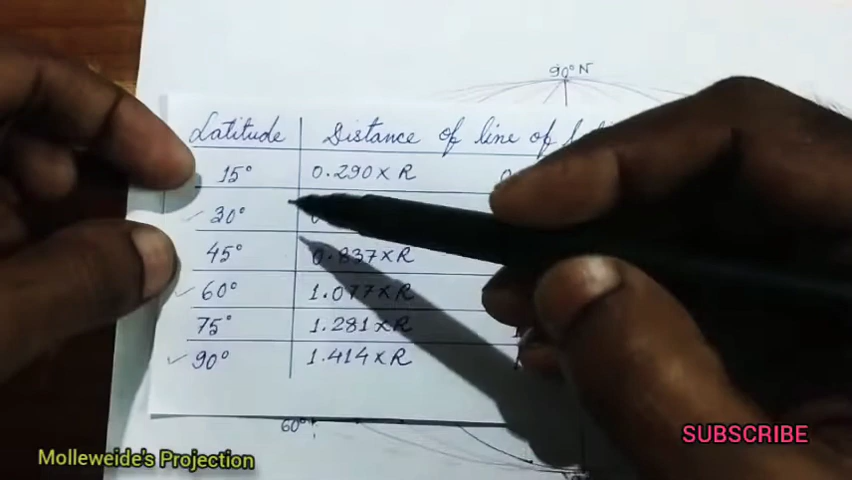 90° N
Latitude Distance of line of
15° 0.290 x R
30°
45° 0.837 x R
60° 1.077 x R
75° 1.281 x R
90° 1.414 x R
60°
SUBSCRIBE
Molleweide's Projection